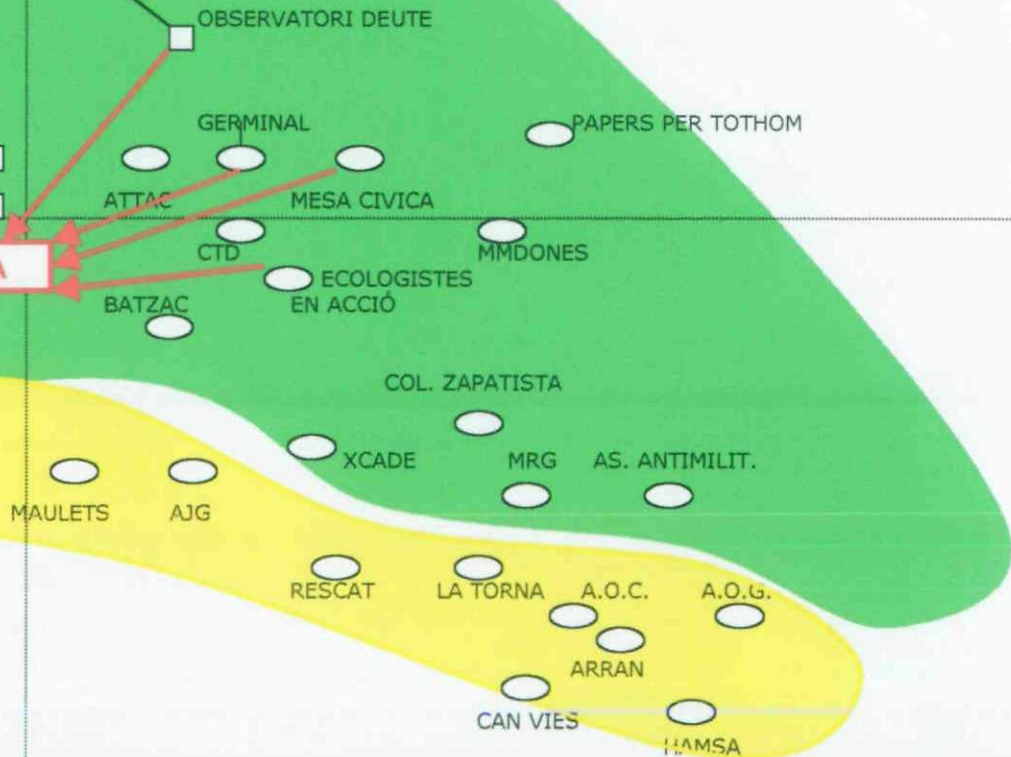 OBSERVATORI DEUTE
GERMINAL
PAPERS PER TOTHOM
ATTAC
MESA CIVICA
CTD
MMDONES
A
ECOLOGISTES
EN ACCIÓ
BATZAC
COL. ZAPATISTA
XCADE
MRG
AS. ANTIMILIT.
MAULETS
AJG
RESCAT
LA TORNA
A.O.C.
A.O.G.
ARRAN
CAN VIES
HAMSA